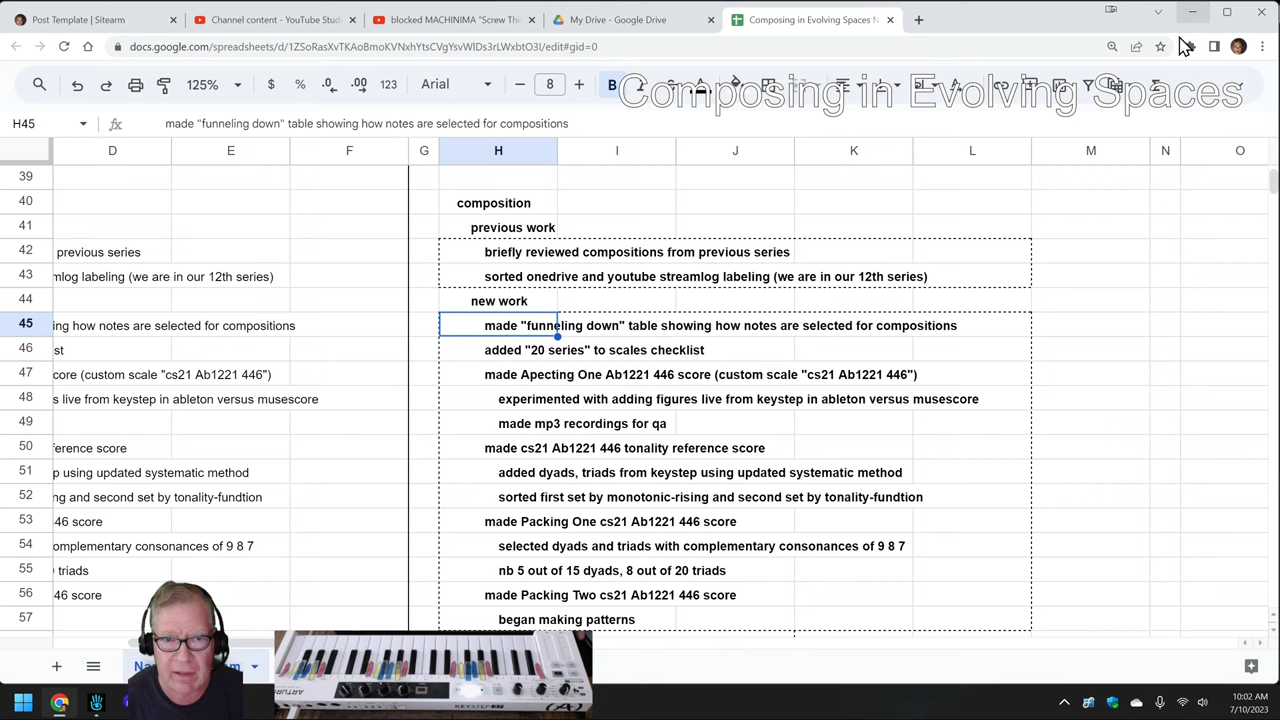 Post Template | Sitearm
Channel content - YouTube Stud
blocked MACHINIMA "Screw Thi
My Drive - Google Drive
Composing in Evolving Spaces N
docs.google.com/spreadsheets/d/1ZSoRasXvTKAoBmoKVNxhYtsCVgYsvWlDs3rLWxbtO3I/edit#gid=0
125%
$ % .0 .00 123 Arial 8 B
Composing in Evolving Spaces
H45 made "funneling down" table showing how notes are selected for compositions
D E F G H I J K L M N O
39
40 composition
41 previous work
42 previous series briefly reviewed compositions from previous series
43 mlog labeling (we are in our 12th series) sorted onedrive and youtube streamlog labeling (we are in our 12th series)
44 new work
45 ing how notes are selected for compositions made "funneling down" table showing how notes are selected for compositions
46 st added "20 series" to scales checklist
47 core (custom scale "cs21 Ab1221 446") made Apecting One Ab1221 446 score (custom scale "cs21 Ab1221 446")
48 s live from keystep in ableton versus musescore experimented with adding figures live from keystep in ableton versus musescore
49 made mp3 recordings for qa
50 erence score made cs21 Ab1221 446 tonality reference score
51 p using updated systematic method added dyads, triads from keystep using updated systematic method
52 ng and second set by tonality-fundtion sorted first set by monotonic-rising and second set by tonality-fundtion
53 46 score made Packing One cs21 Ab1221 446 score
54 omplementary consonances of 9 8 7 selected dyads and triads with complementary consonances of 9 8 7
55 triads nb 5 out of 15 dyads, 8 out of 20 triads
56 46 score made Packing Two cs21 Ab1221 446 score
57 began making patterns
Na
ARTURIA
KEYSTEP 37
10:02 AM
7/10/2023